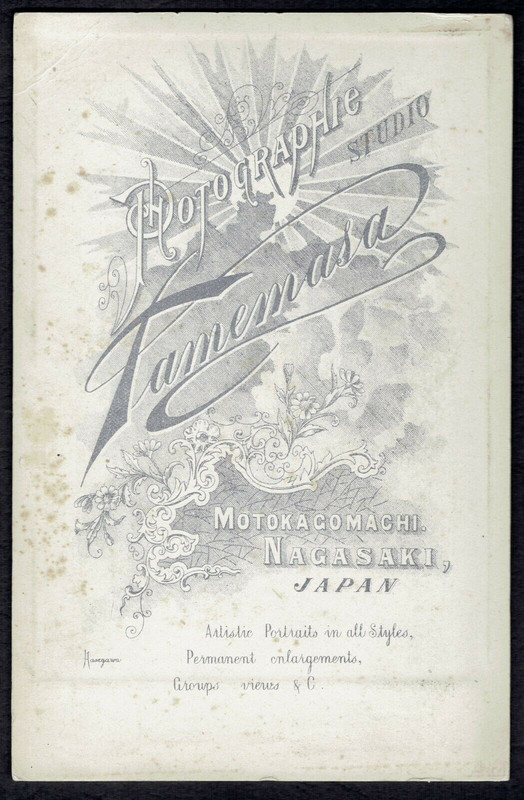 PHOTOGRAPHIE
STUDIO
Tamemasa
MOTOKAGOMACHI.
NAGASAKI,
JAPAN
Artistic Portraits in all Styles,
Permanent enlargements,
Groups views & C.